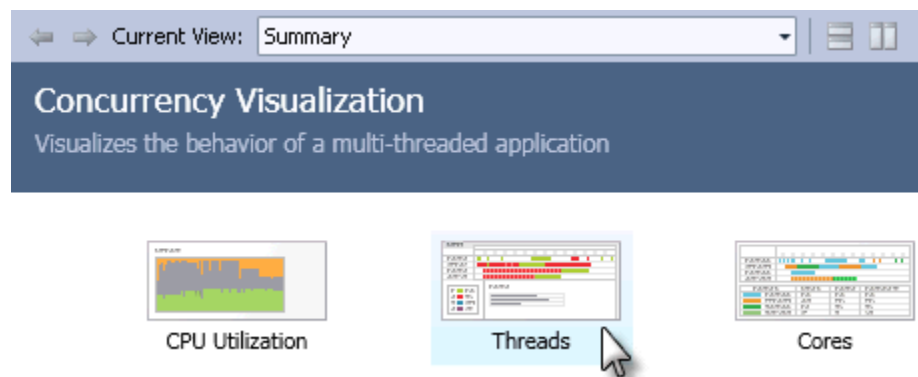 Current View: Summary
Concurrency Visualization
Visualizes the behavior of a multi-threaded application
CPU Utilization
Threads
Cores